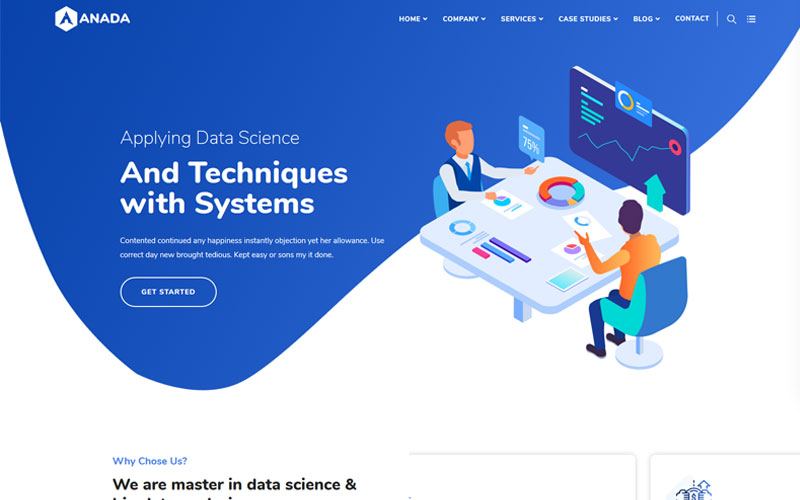 ANADA
HOME COMPANY SERVICES CASE STUDIES BLOG CONTACT
Applying Data Science
And Techniques
with Systems
Contented continued any happiness instantly objection yet her allowance. Use
correct day new brought tedious. Kept easy or sons my it done.
GET STARTED
75%
Why Chose Us?
We are master in data science &